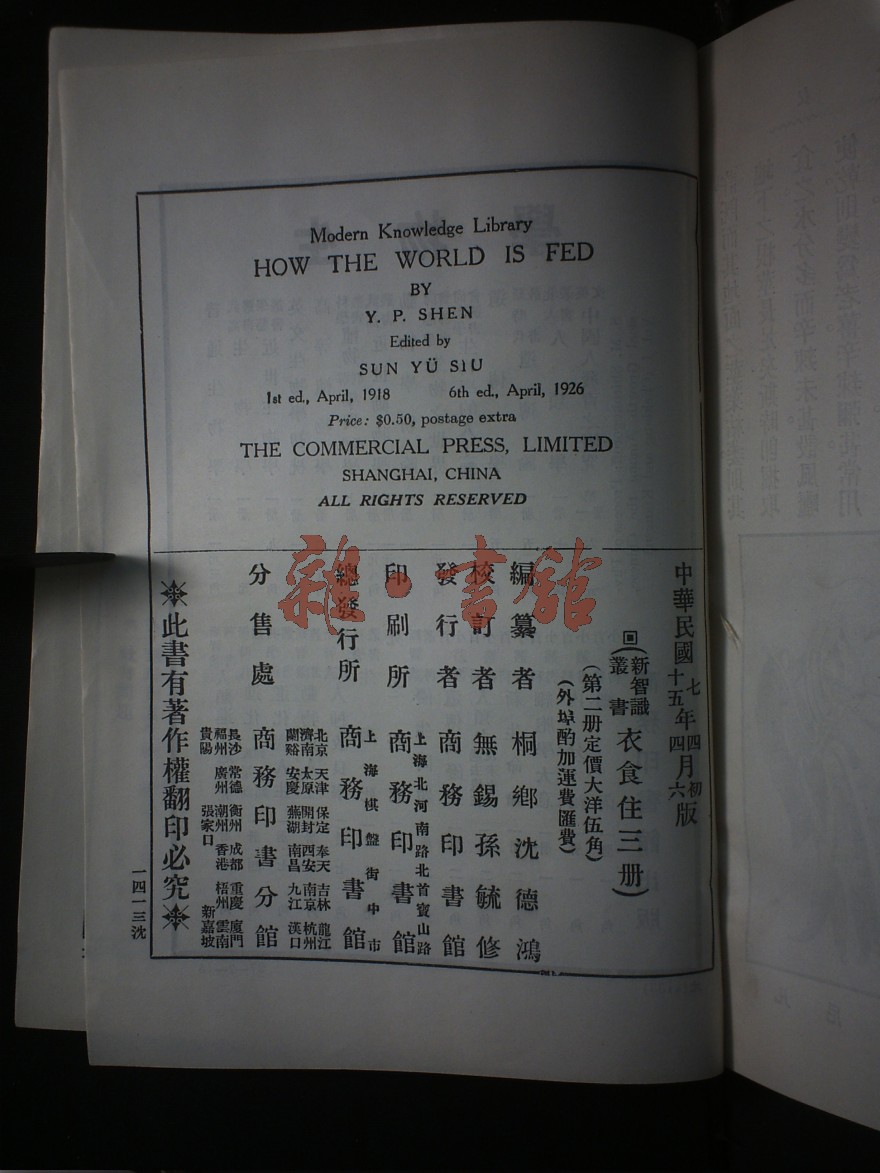 Modern Knowledge Library
HOW THE WORLD IS FED
BY
Y. P. SHEN
Edited by
SUN YÜ SIU
1st ed., April, 1918 6th ed., April, 1926
Price: $0.50, postage extra
THE COMMERCIAL PRESS, LIMITED
SHANGHAI, CHINA
ALL RIGHTS RESERVED
中華民國七年四月初版
十五四六
(新智識叢書 衣食住三册)
(第二册定價大洋伍角)
(外埠酌加運費匯費)
編纂者 桐鄉沈德鴻
校訂者 無錫孫毓修
發行者 商務印書館
印刷所 上海北河南路北首寶山路 商務印書館
總發行所 上海棋盤街中市 商務印書館
分售處 北京 天津 保定 奉天 吉林 龍江
濟南 太原 開封 西安 南京 杭州
蘭谿 安慶 蕪湖 南昌 九江 漢口
商務印書分館
長沙 常德 衡州 成都 重慶 廈門
福州 廣州 潮州 香港 梧州 雲南
貴陽 張家口 新嘉坡
此書有著作權翻印必究
一四一三沈
雜·書館